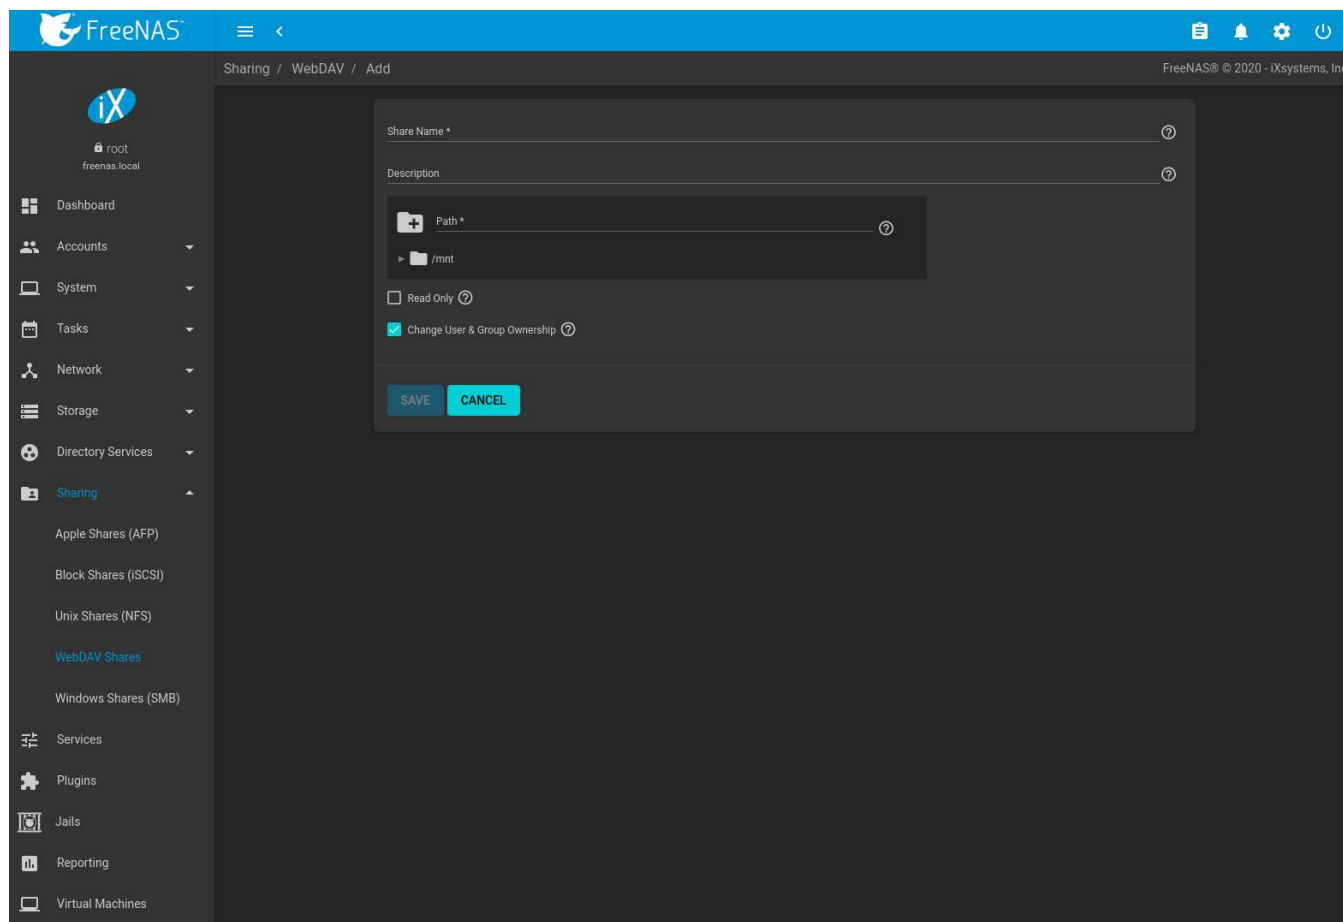 FreeNAS™
Sharing / WebDAV / Add
FreeNAS® © 2020 - iXsystems, Inc
iX
root
freenas.local
Dashboard
Accounts
System
Tasks
Network
Storage
Directory Services
Sharing
Apple Shares (AFP)
Block Shares (iSCSI)
Unix Shares (NFS)
WebDAV Shares
Windows Shares (SMB)
Services
Plugins
Jails
Reporting
Virtual Machines
Share Name *
Description
Path *
/mnt
Read Only
Change User & Group Ownership
SAVE
CANCEL